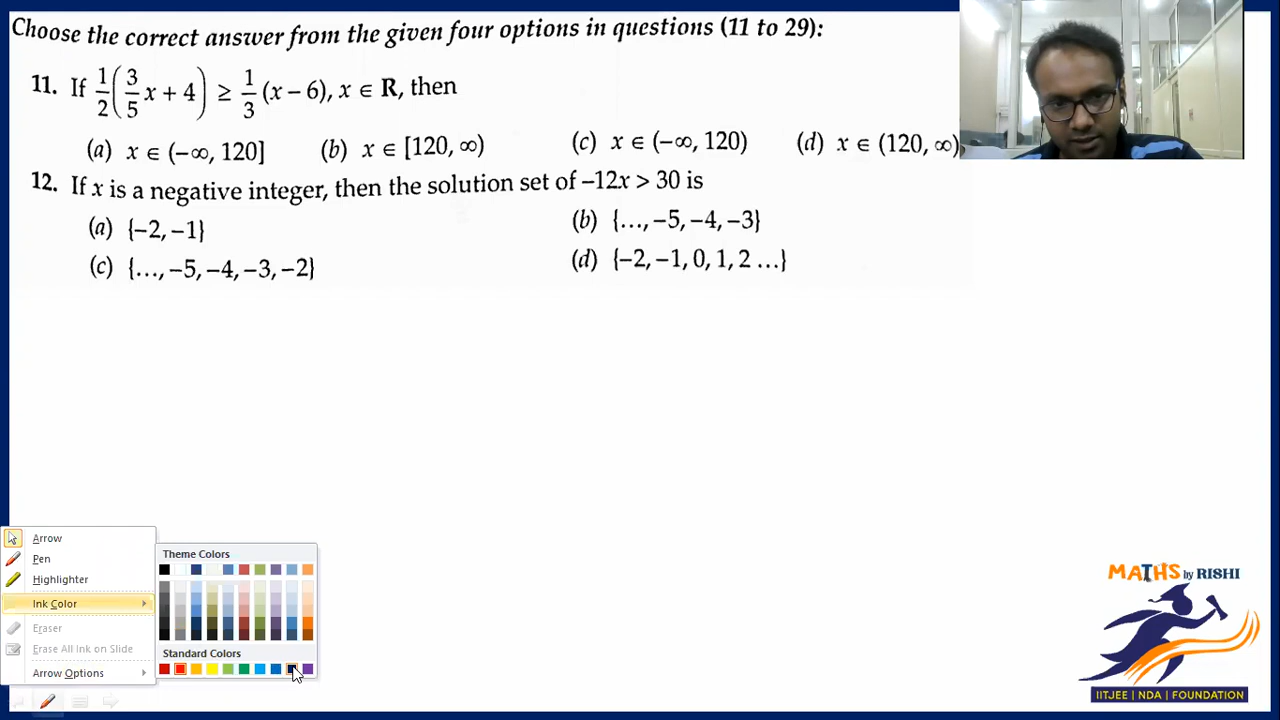 Choose the correct answer from the given four options in questions (11 to 29):
11. If 1/2(3/5 x + 4) ≥ 1/3 (x − 6), x ∈ R, then
(a) x ∈ (−∞, 120] (b) x ∈ [120, ∞) (c) x ∈ (−∞, 120) (d) x ∈ (120, ∞)
12. If x is a negative integer, then the solution set of −12x > 30 is
(a) {−2, −1} (b) {..., −5, −4, −3}
(c) {..., −5, −4, −3, −2} (d) {−2, −1, 0, 1, 2 ...}
Arrow
Pen
Highlighter
Ink Color
Eraser
Erase All Ink on Slide
Arrow Options
Theme Colors
Standard Colors
MATHS by RISHI
IITJEE | NDA | FOUNDATION